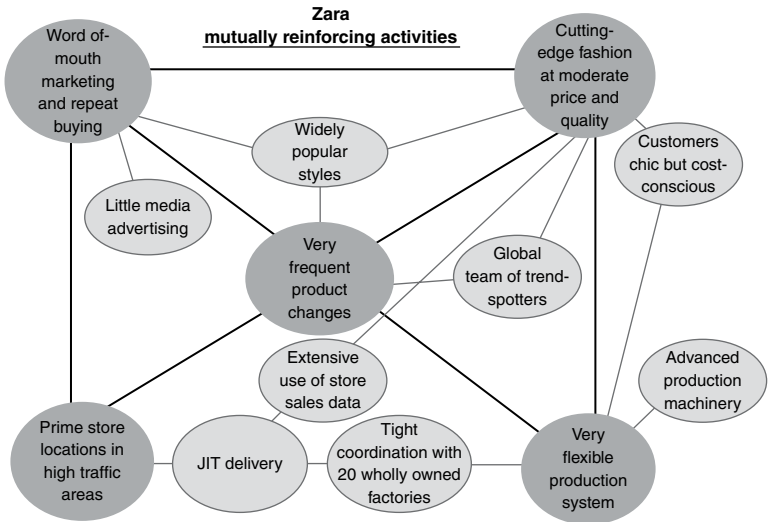 Zara
mutually reinforcing activities
Word of-
mouth
marketing
and repeat
buying
Cutting-
edge fashion
at moderate
price and
quality
Widely
popular
styles
Customers
chic but cost-
conscious
Little media
advertising
Very
frequent
product
changes
Global
team of trend-
spotters
Extensive
use of store
sales data
Advanced
production
machinery
Prime store
locations in
high traffic
areas
JIT delivery
Tight
coordination with
20 wholly owned
factories
Very
flexible
production
system